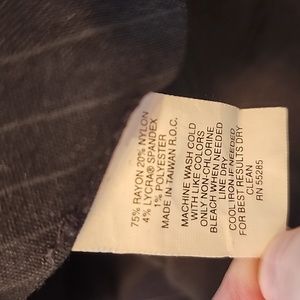 75% RAYON 20% NYLON
4% LYCRA® SPANDEX
1% POLYESTER
MADE IN TAIWAN R.O.C.
MACHINE WASH COLD
WITH LIKE COLORS
ONLY NON-CHLORINE
BLEACH WHEN NEEDED
LINE DRY
COOL IRON IF NEEDED
FOR BEST RESULTS DRY
CLEAN
RN 55285